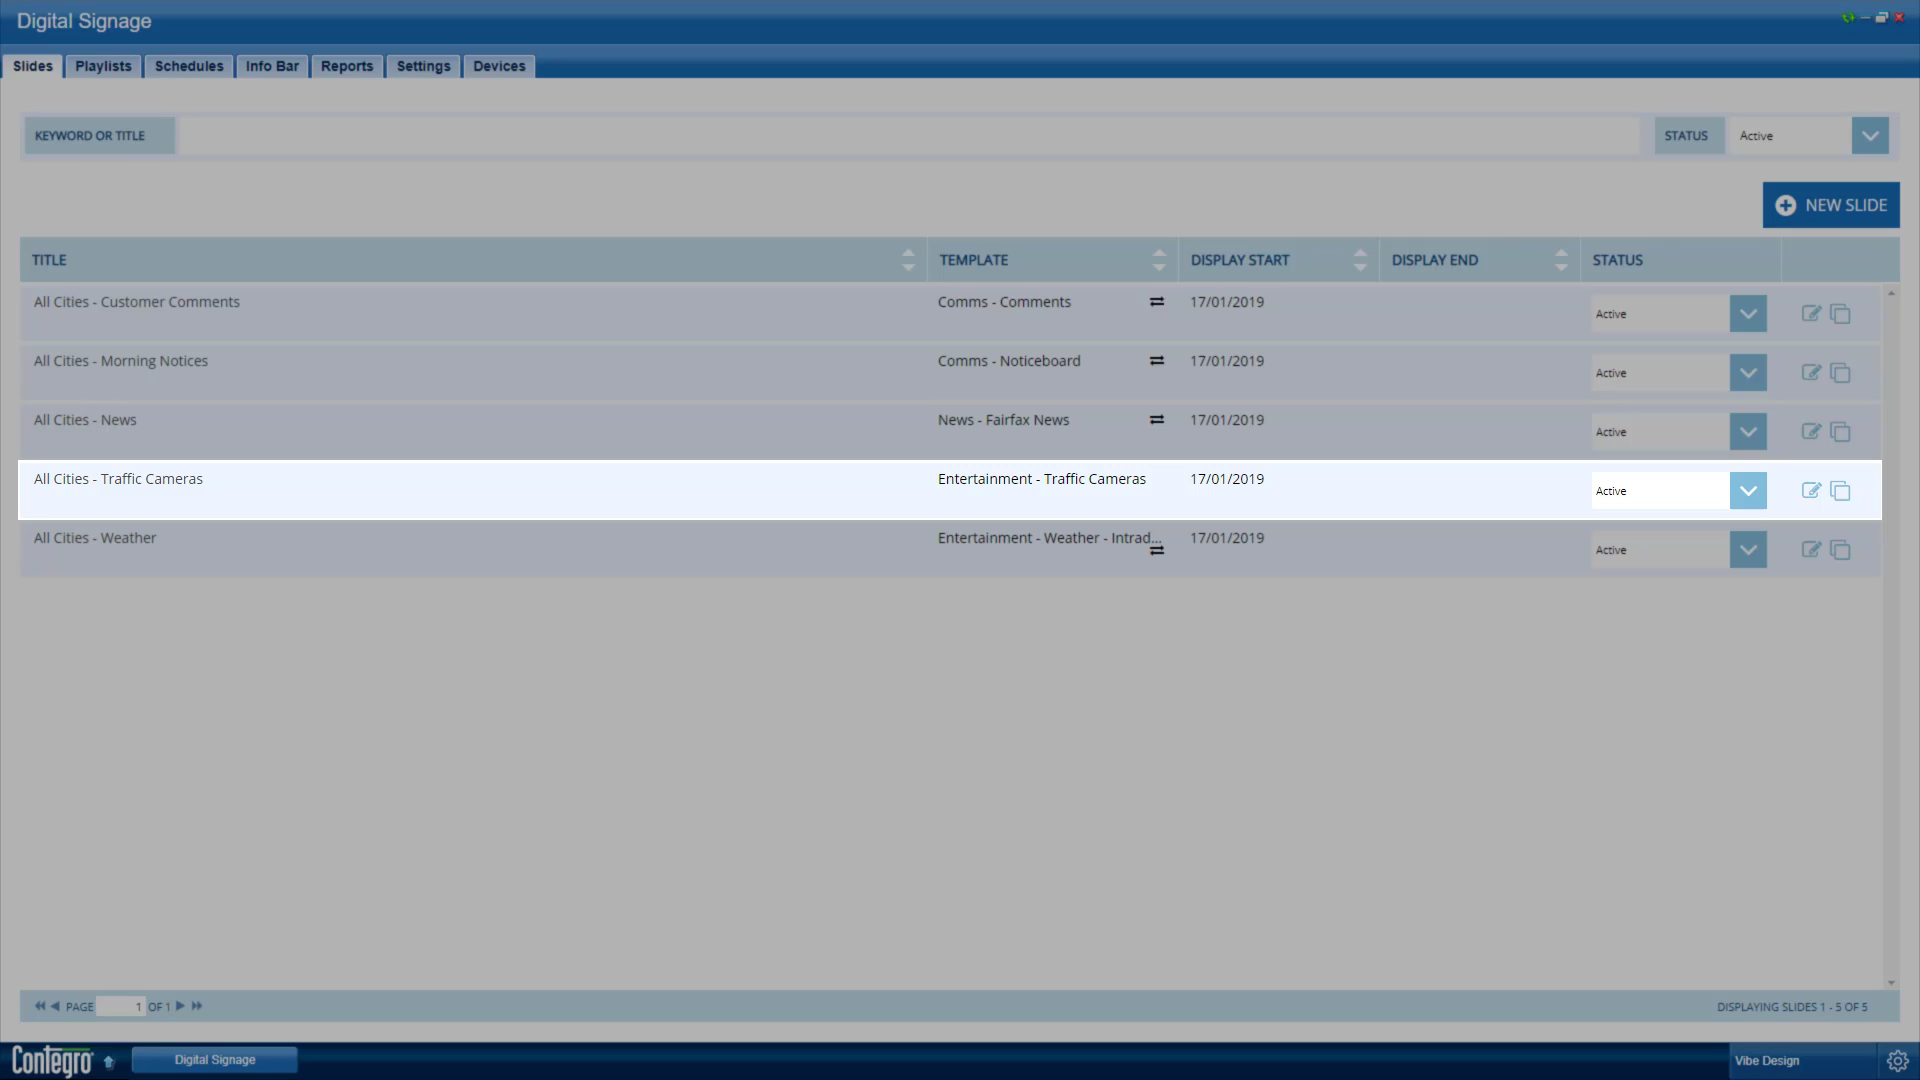 Digital Signage
Slides Playlists Schedules Info Bar Reports Settings Devices
KEYWORD OR TITLE STATUS Active
NEW SLIDE
TITLE TEMPLATE DISPLAY START DISPLAY END STATUS
All Cities - Customer Comments Comms - Comments 17/01/2019 Active
All Cities - Morning Notices Comms - Noticeboard 17/01/2019 Active
All Cities - News News - Fairfax News 17/01/2019 Active
All Cities - Traffic Cameras Entertainment - Traffic Cameras 17/01/2019 Active
All Cities - Weather Entertainment - Weather - Intrad... 17/01/2019 Active
PAGE 1 OF 1 DISPLAYING SLIDES 1 - 5 OF 5
Contegro Digital Signage Vibe Design